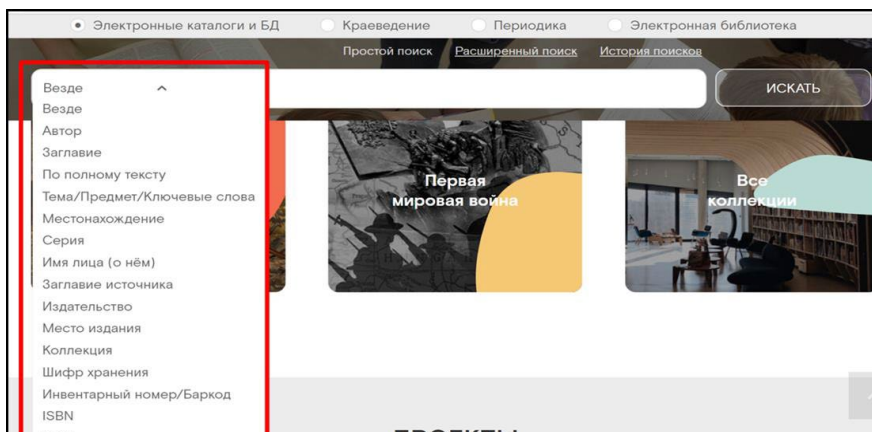 Электронные каталоги и БД Краеведение Периодика Электронная библиотека
Простой поиск Расширенный поиск История поисков
Везде
ИСКАТЬ
Везде
Автор
Заглавие
По полному тексту
Тема/Предмет/Ключевые слова
Местонахождение
Серия
Имя лица (о нём)
Заглавие источника
Издательство
Место издания
Коллекция
Шифр хранения
Инвентарный номер/Баркод
ISBN
Первая
мировая война
Все
коллекции
ПРОЕКТЫ